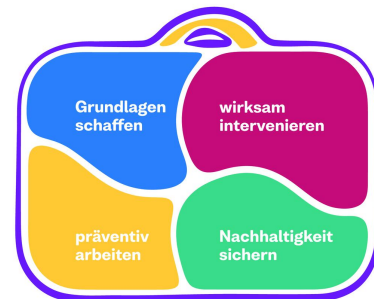 Grundlagen
schaffen
wirksam
intervenieren
präventiv
arbeiten
Nachhaltigkeit
sichern